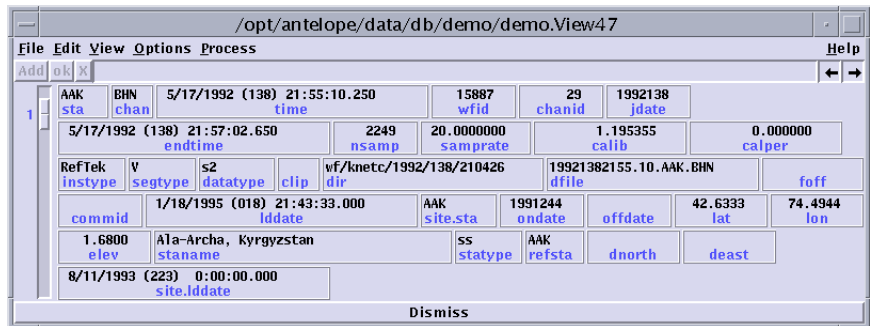 /opt/antelope/data/db/demo/demo.View47
File Edit View Options Process Help
Add ok X
AAK BHN 5/17/1992 (138) 21:55:10.250 15887 29 1992138
1 sta chan time wfid chanid jdate
5/17/1992 (138) 21:57:02.650 2249 20.0000000 1.195355 0.000000
endtime nsamp samprate calib calper
RefTek V s2 wf/knetc/1992/138/210426 19921382155.10.AAK.BHN
instype segtype datatype clip dir dfile foff
1/18/1995 (018) 21:43:33.000 AAK 1991244 42.6333 74.4944
commid lddate site.sta ondate offdate lat lon
1.6800 Ala-Archa, Kyrgyzstan ss AAK
elev staname statype refsta dnorth deast
8/11/1993 (223) 0:00:00.000
site.lddate
Dismiss